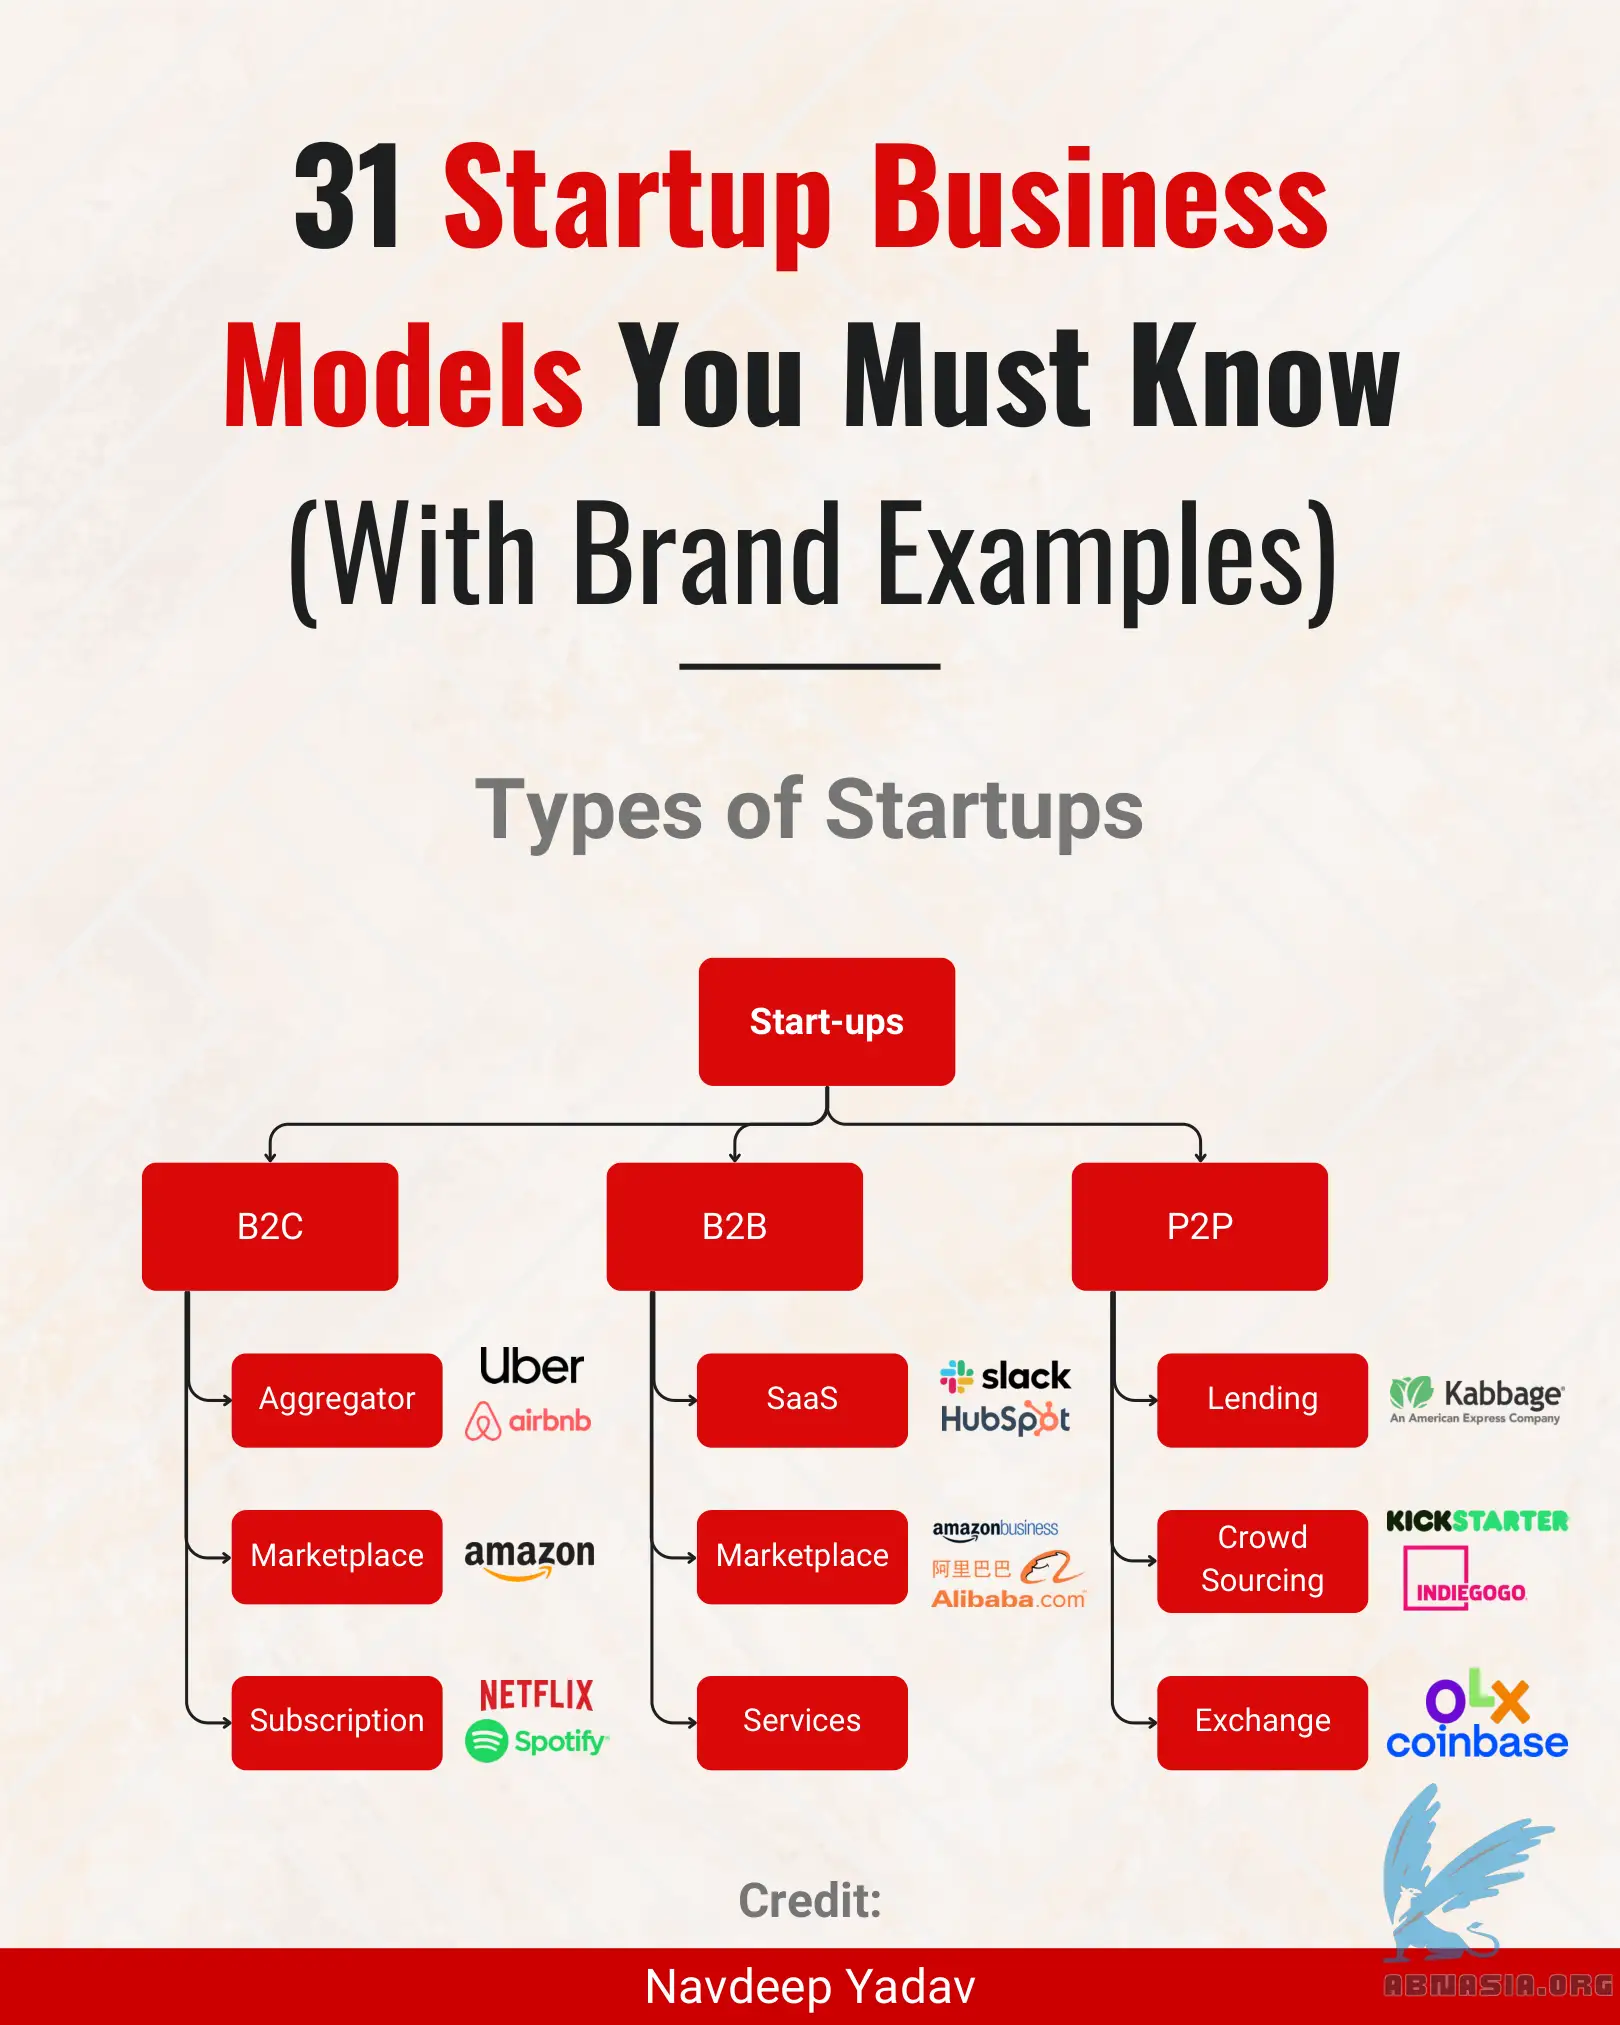 31 Startup Business
Models You Must Know
(With Brand Examples)
Types of Startups
Start-ups
B2C
B2B
P2P
Aggregator
Uber
airbnb
SaaS
slack
HubSpot
Lending
Kabbage
An American Express Company
Marketplace
amazon
Marketplace
amazonbusiness
阿里巴巴
Alibaba.com
Crowd
Sourcing
KICKSTARTER
INDIEGOGO
Subscription
NETFLIX
Spotify
Services
Exchange
OLX
coinbase
Credit:
Navdeep Yadav
ABNASIA.ORG